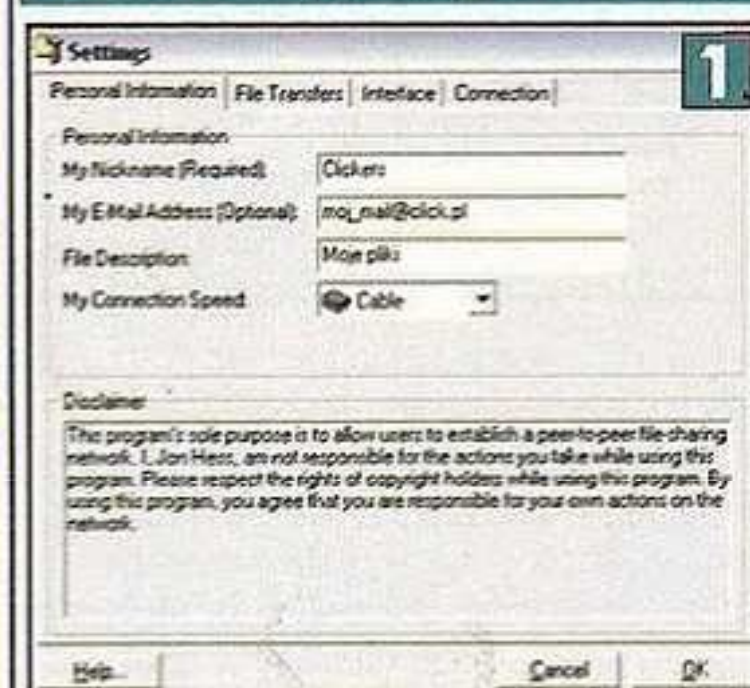 Settings
1
Personal Information File Transfers Interface Connection
Personal Information
My Nickname (Required): Clickers
My E-Mail Address (Optional): moj_mail@click.pl
File Description: Moje pliki
My Connection Speed: Cable
Disclaimer
This program's sole purpose is to allow users to establish a peer-to-peer file-sharing
network. I, Jon Hess, am not responsible for the actions you take while using this
program. Please respect the rights of copyright holders while using this program. By
using this program, you agree that you are responsible for your own actions on the
network.
Help... Cancel OK